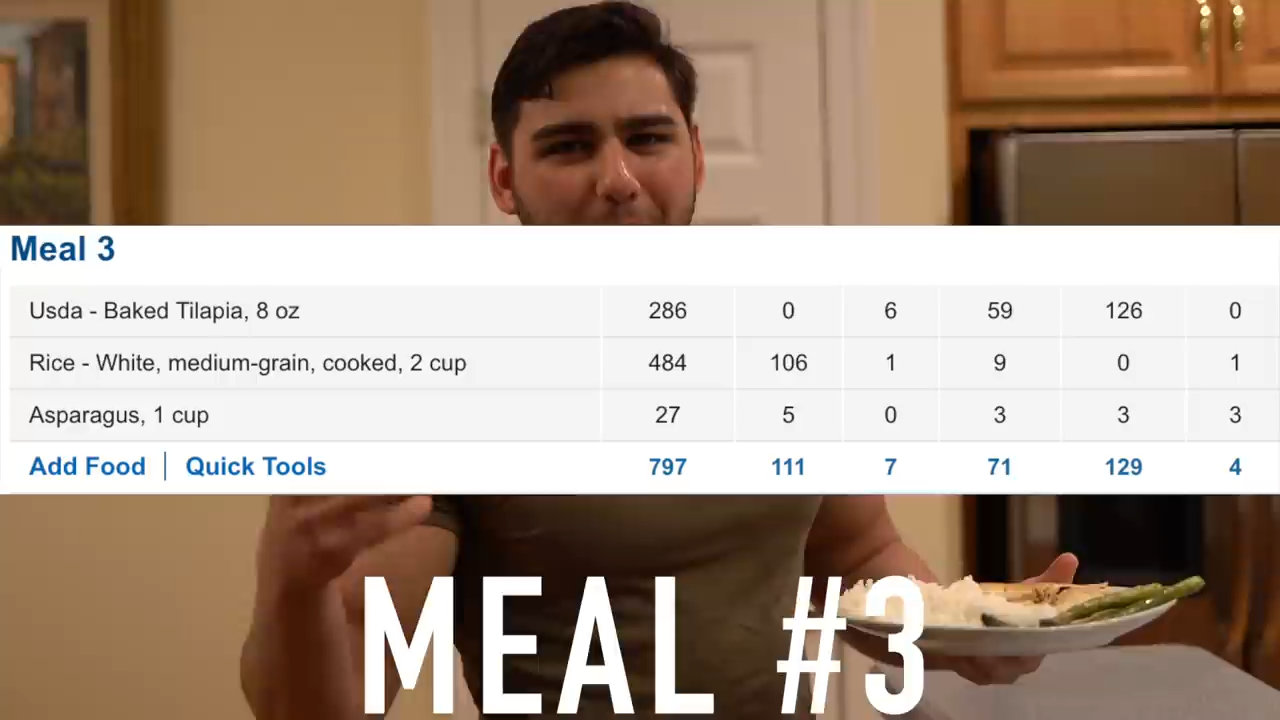 Meal 3
Usda - Baked Tilapia, 8 oz 286 0 6 59 126 0
Rice - White, medium-grain, cooked, 2 cup 484 106 1 9 0 1
Asparagus, 1 cup 27 5 0 3 3 3
Add Food | Quick Tools 797 111 7 71 129 4
MEAL #3